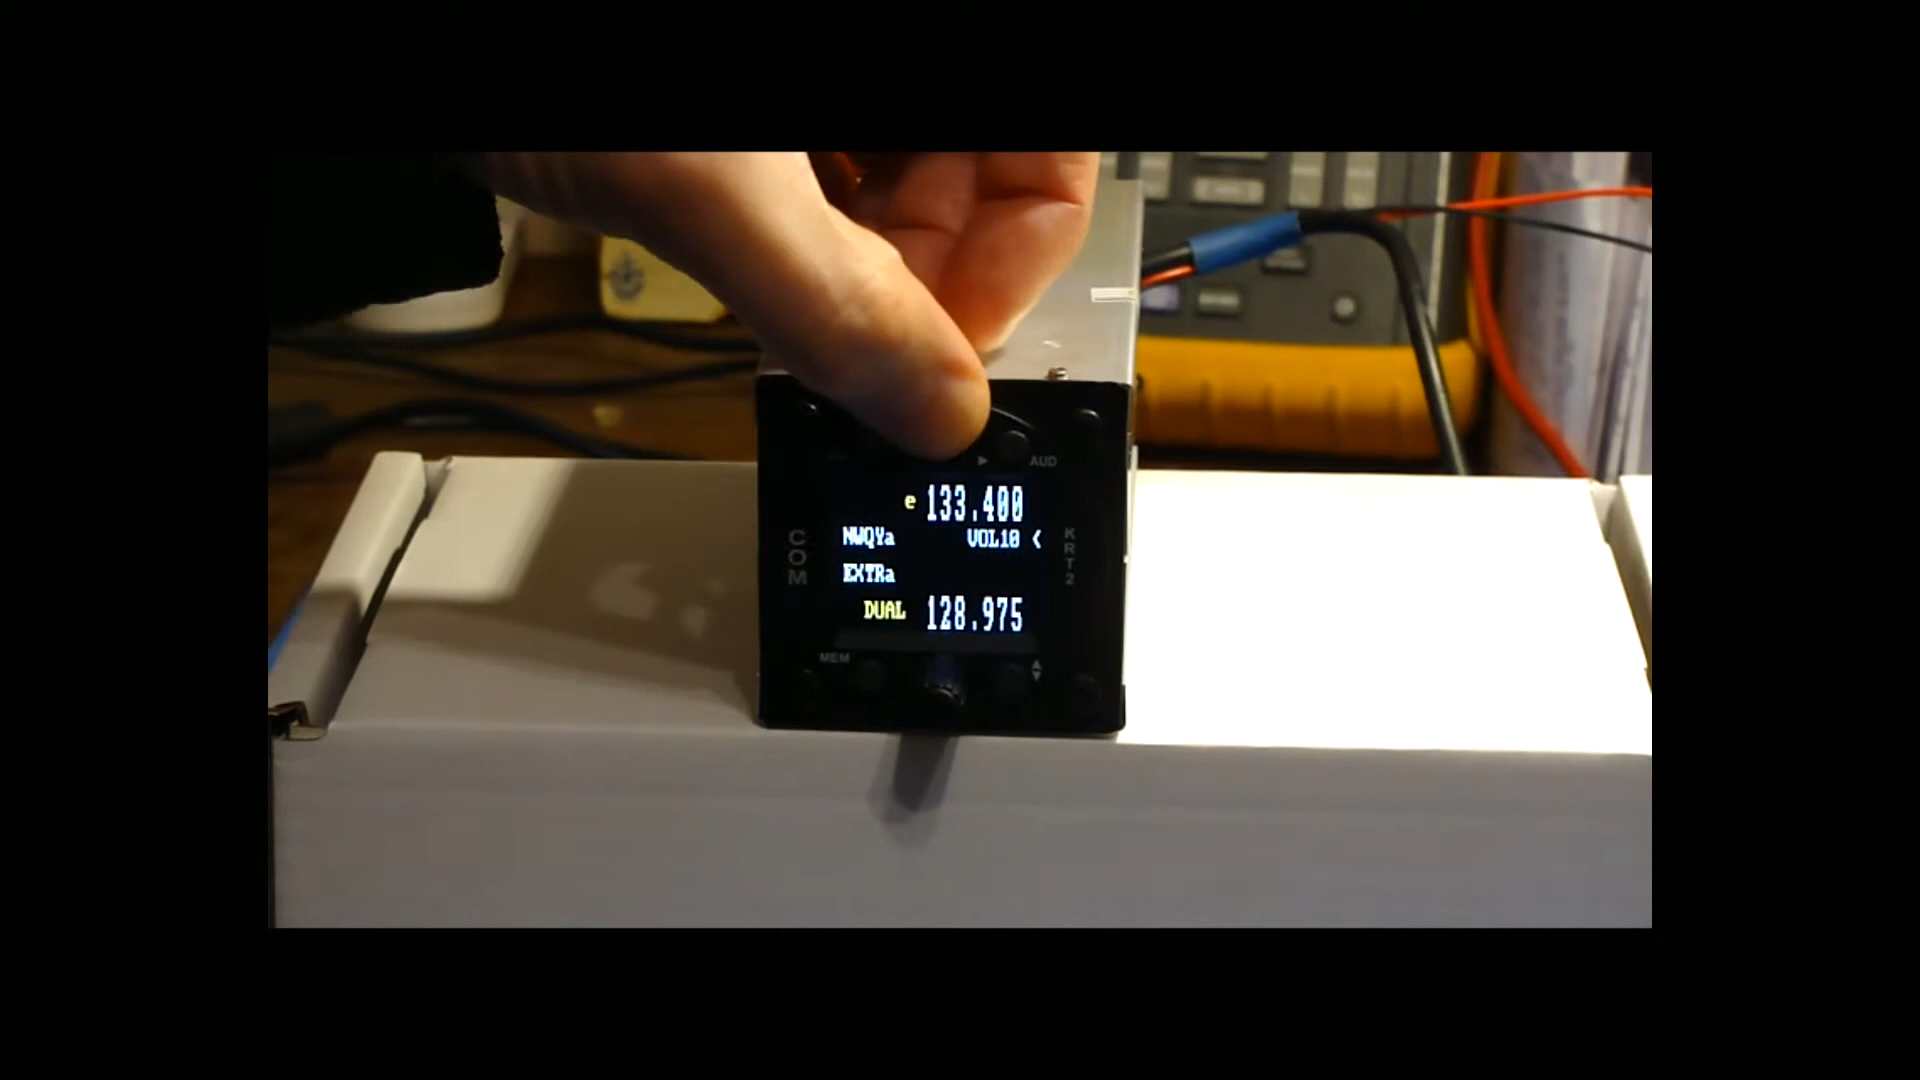 ▶ AUD
e 133.400
NWQYa VOL10 <
EXTRa
DUAL 128.975
COM
KRT2
MEM